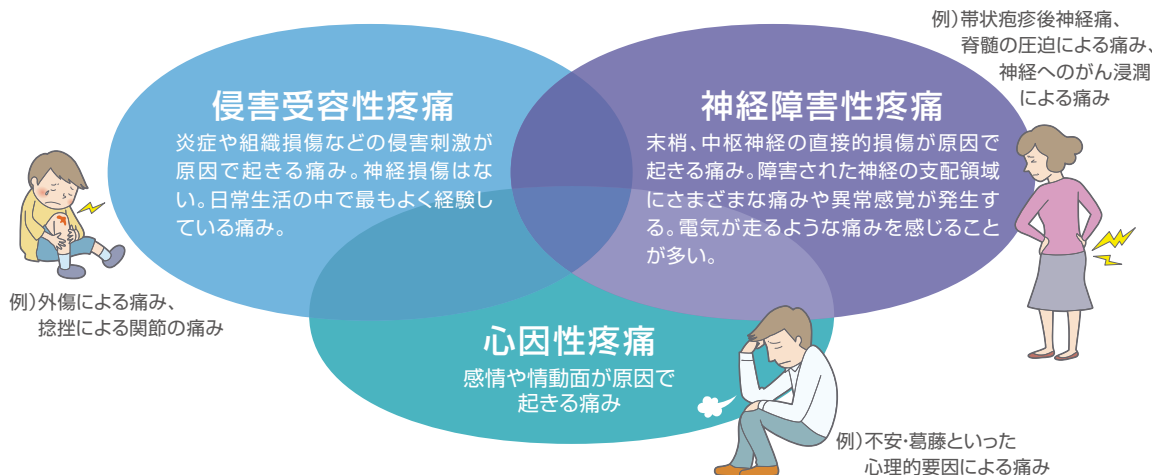 侵害受容性疼痛
炎症や組織損傷などの侵害刺激が
原因で起きる痛み。神経損傷はな
い。日常生活の中で最もよく経験し
ている痛み。
例)外傷による痛み、
捻挫による関節の痛み
神経障害性疼痛
末梢、中枢神経の直接的損傷が原因で
起きる痛み。障害された神経の支配領域
にさまざまな痛みや異常感覚が発生す
る。電気が走るような痛みを感じること
が多い。
例)帯状疱疹後神経痛、
脊髄の圧迫による痛み、
神経へのがん浸潤
による痛み
心因性疼痛
感情や情動面が原因で
起きる痛み
例)不安・葛藤といった
心理的要因による痛み